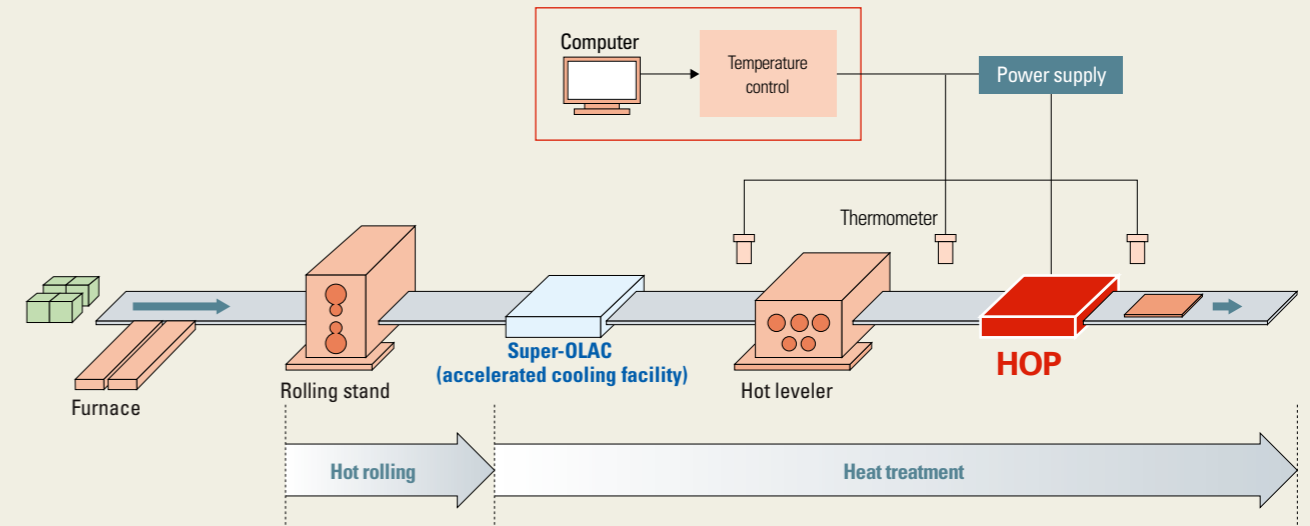 Computer
Temperature
control
Power supply
Thermometer
Super-OLAC
(accelerated cooling facility)
HOP
Rolling stand
Hot leveler
Furnace
Hot rolling
Heat treatment